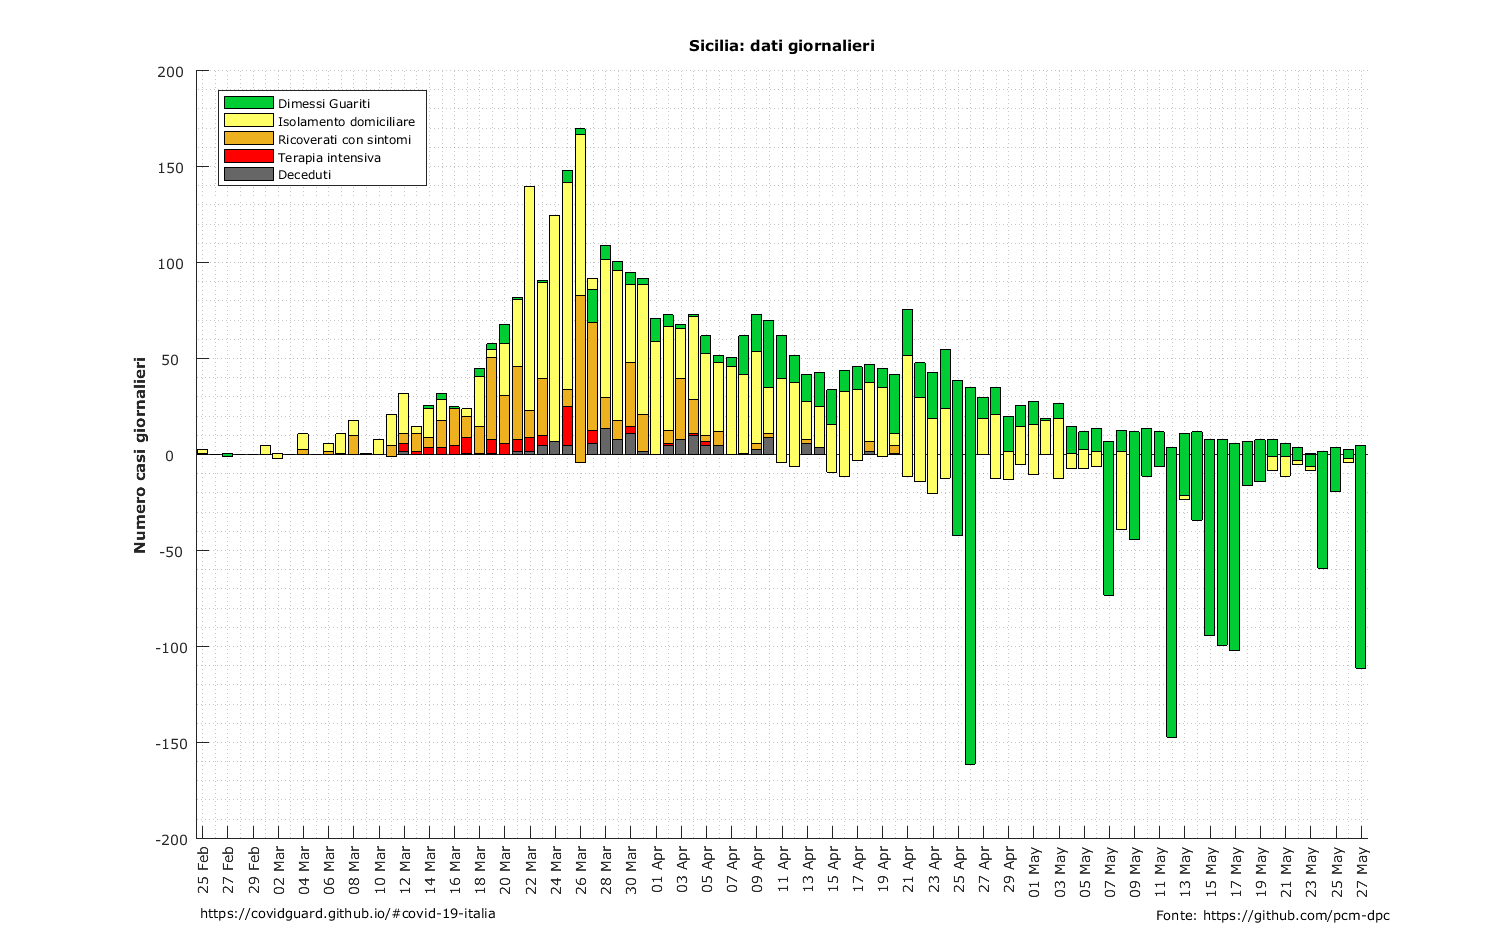 Sicilia: dati giornalieri
200
150
100
50
0
-50
-100
-150
-200
Numero casi giornalieri
Dimessi Guariti
Isolamento domiciliare
Ricoverati con sintomi
Terapia intensiva
Deceduti
25 Feb
27 Feb
29 Feb
02 Mar
04 Mar
06 Mar
08 Mar
10 Mar
12 Mar
14 Mar
16 Mar
18 Mar
20 Mar
22 Mar
24 Mar
26 Mar
28 Mar
30 Mar
01 Apr
03 Apr
05 Apr
07 Apr
09 Apr
11 Apr
13 Apr
15 Apr
17 Apr
19 Apr
21 Apr
23 Apr
25 Apr
27 Apr
29 Apr
01 May
03 May
05 May
07 May
09 May
11 May
13 May
15 May
17 May
19 May
21 May
23 May
25 May
27 May
https://covidguard.github.io/#covid-19-italia
Fonte: https://github.com/pcm-dpc